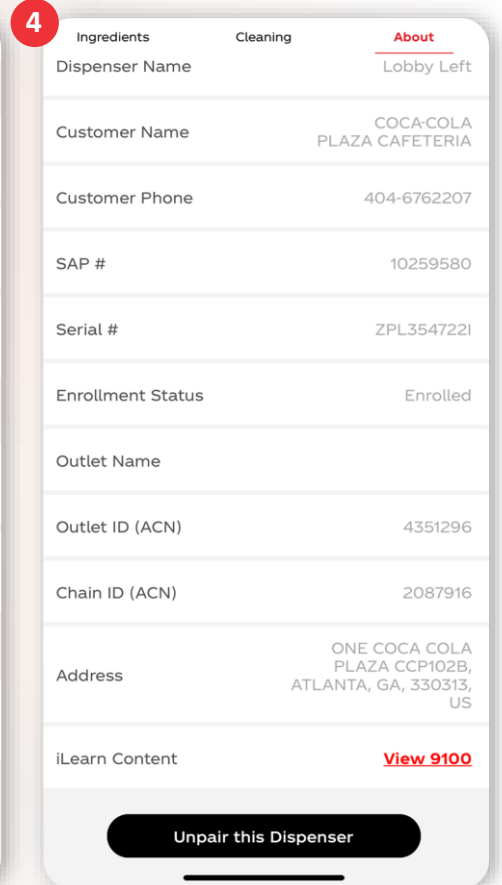 4
Ingredients Cleaning About
Dispenser Name Lobby Left
Customer Name COCA-COLA
PLAZA CAFETERIA
Customer Phone 404-6762207
SAP # 10259580
Serial # ZPL354722I
Enrollment Status Enrolled
Outlet Name
Outlet ID (ACN) 4351296
Chain ID (ACN) 2087916
Address ONE COCA COLA
PLAZA CCP102B,
ATLANTA, GA, 330313,
US
iLearn Content View 9100
Unpair this Dispenser